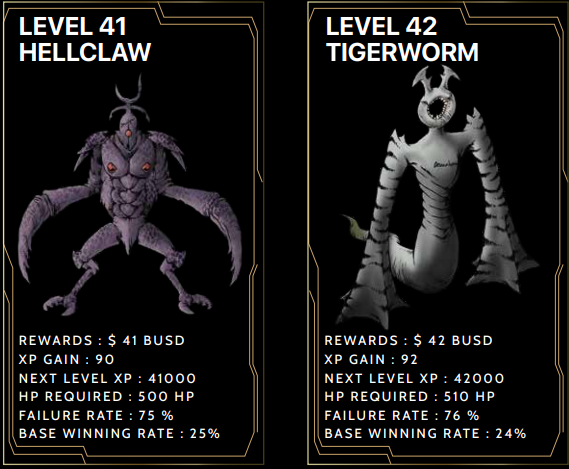 LEVEL 41
HELLCLAW
REWARDS : $ 41 BUSD
XP GAIN : 90
NEXT LEVEL XP : 41000
HP REQUIRED : 500 HP
FAILURE RATE : 75 %
BASE WINNING RATE : 25%
LEVEL 42
TIGERWORM
REWARDS : $ 42 BUSD
XP GAIN : 92
NEXT LEVEL XP : 42000
HP REQUIRED : 510 HP
FAILURE RATE : 76 %
BASE WINNING RATE : 24%